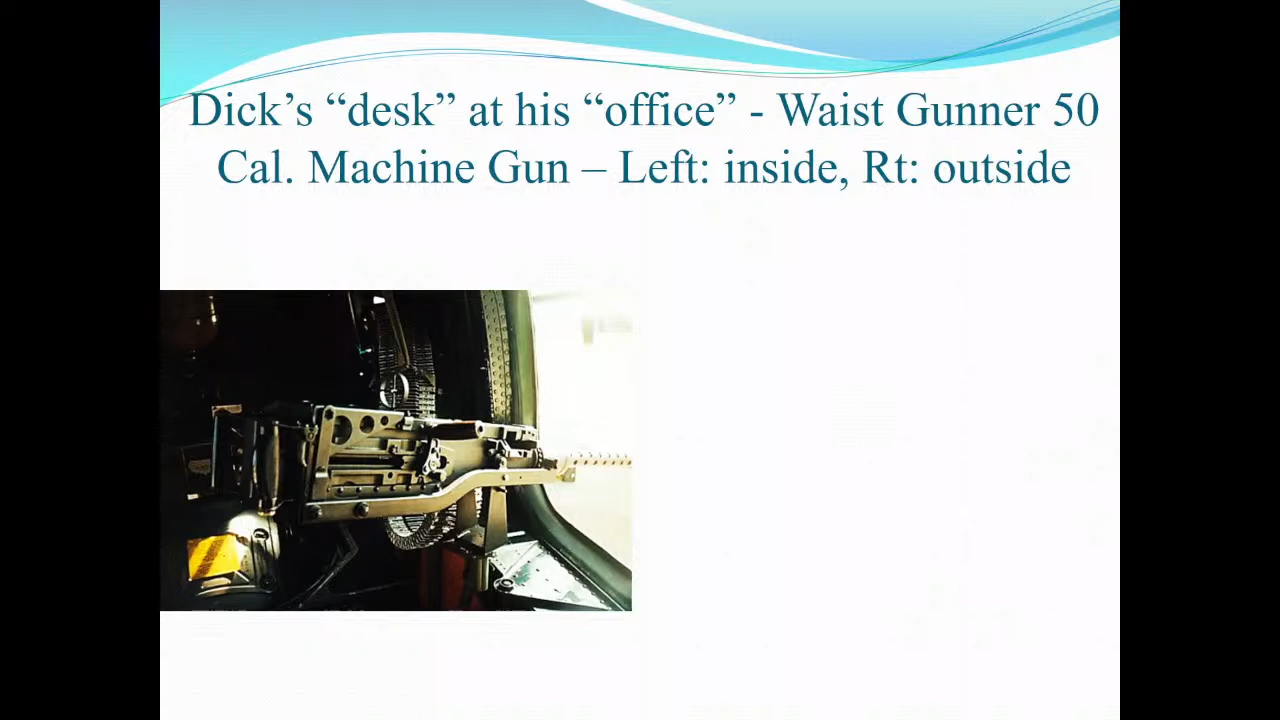 Dick’s “desk” at his “office” - Waist Gunner 50
Cal. Machine Gun – Left: inside, Rt: outside